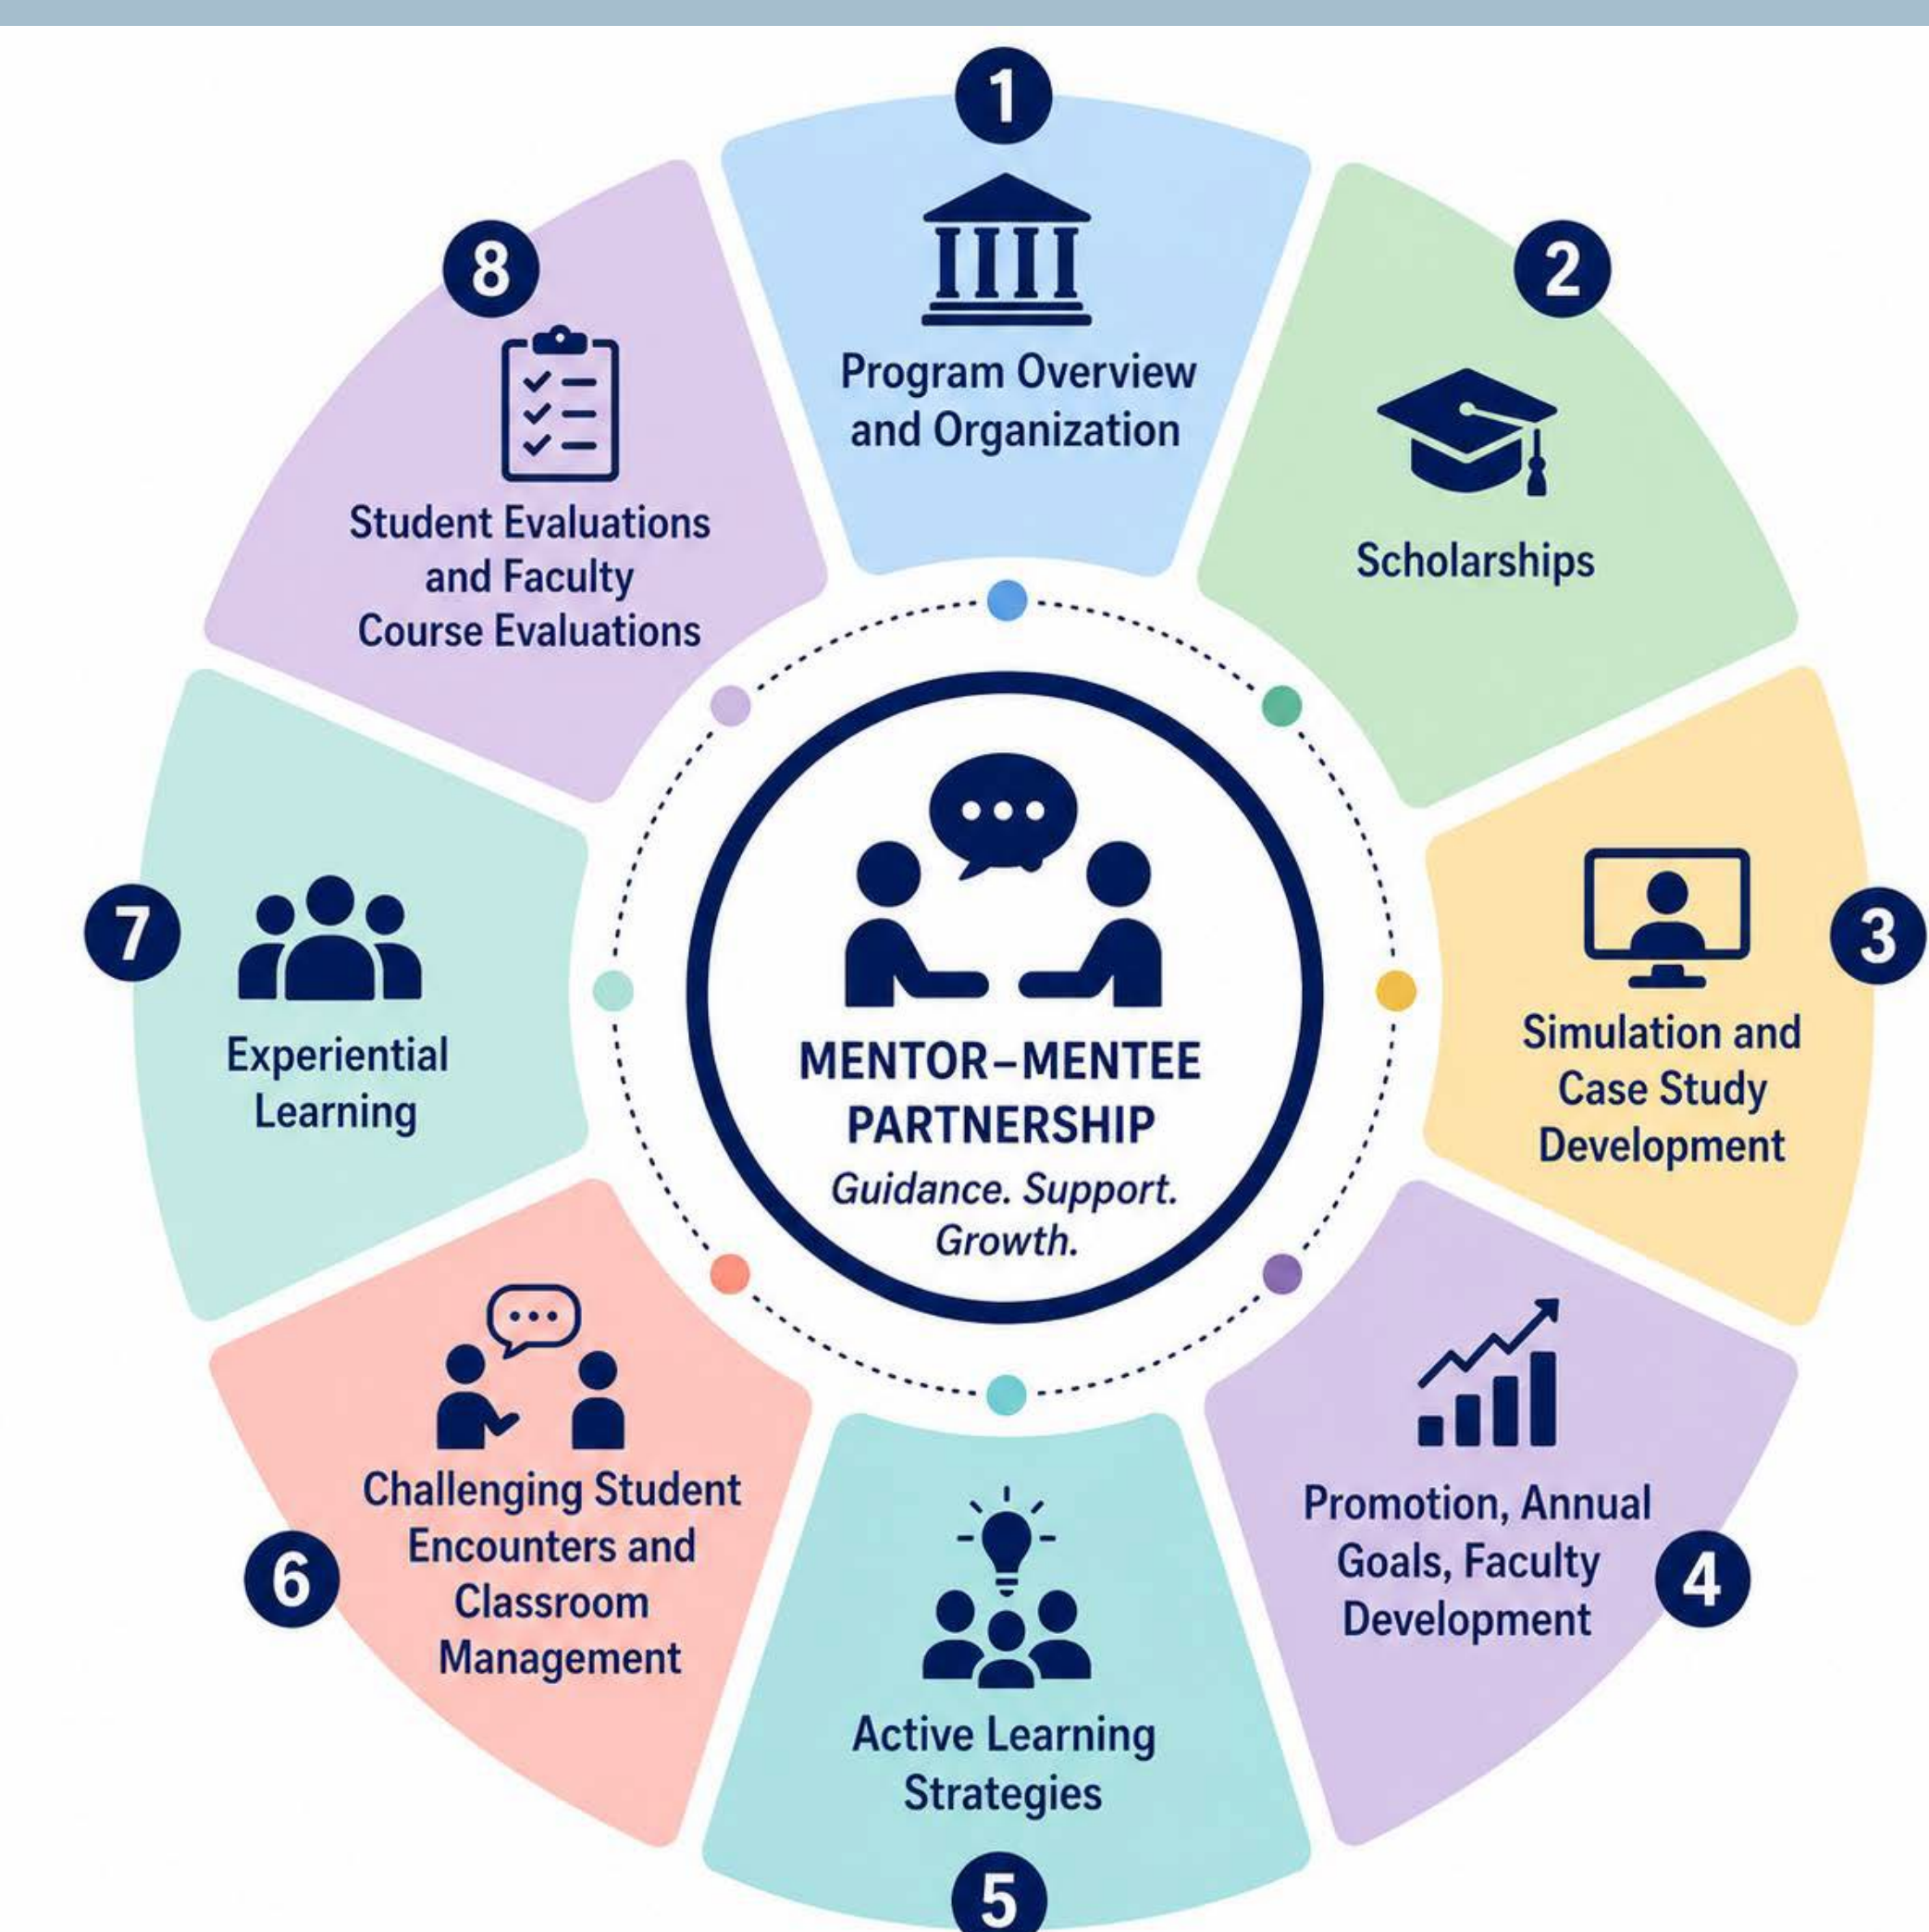 1
Program Overview
and Organization
2
Scholarships
3
Simulation and
Case Study
Development
4
Promotion, Annual
Goals, Faculty
Development
5
Active Learning
Strategies
6
Challenging Student
Encounters and
Classroom
Management
7
Experiential
Learning
8
Student Evaluations
and Faculty
Course Evaluations
MENTOR–MENTEE
PARTNERSHIP
Guidance. Support.
Growth.